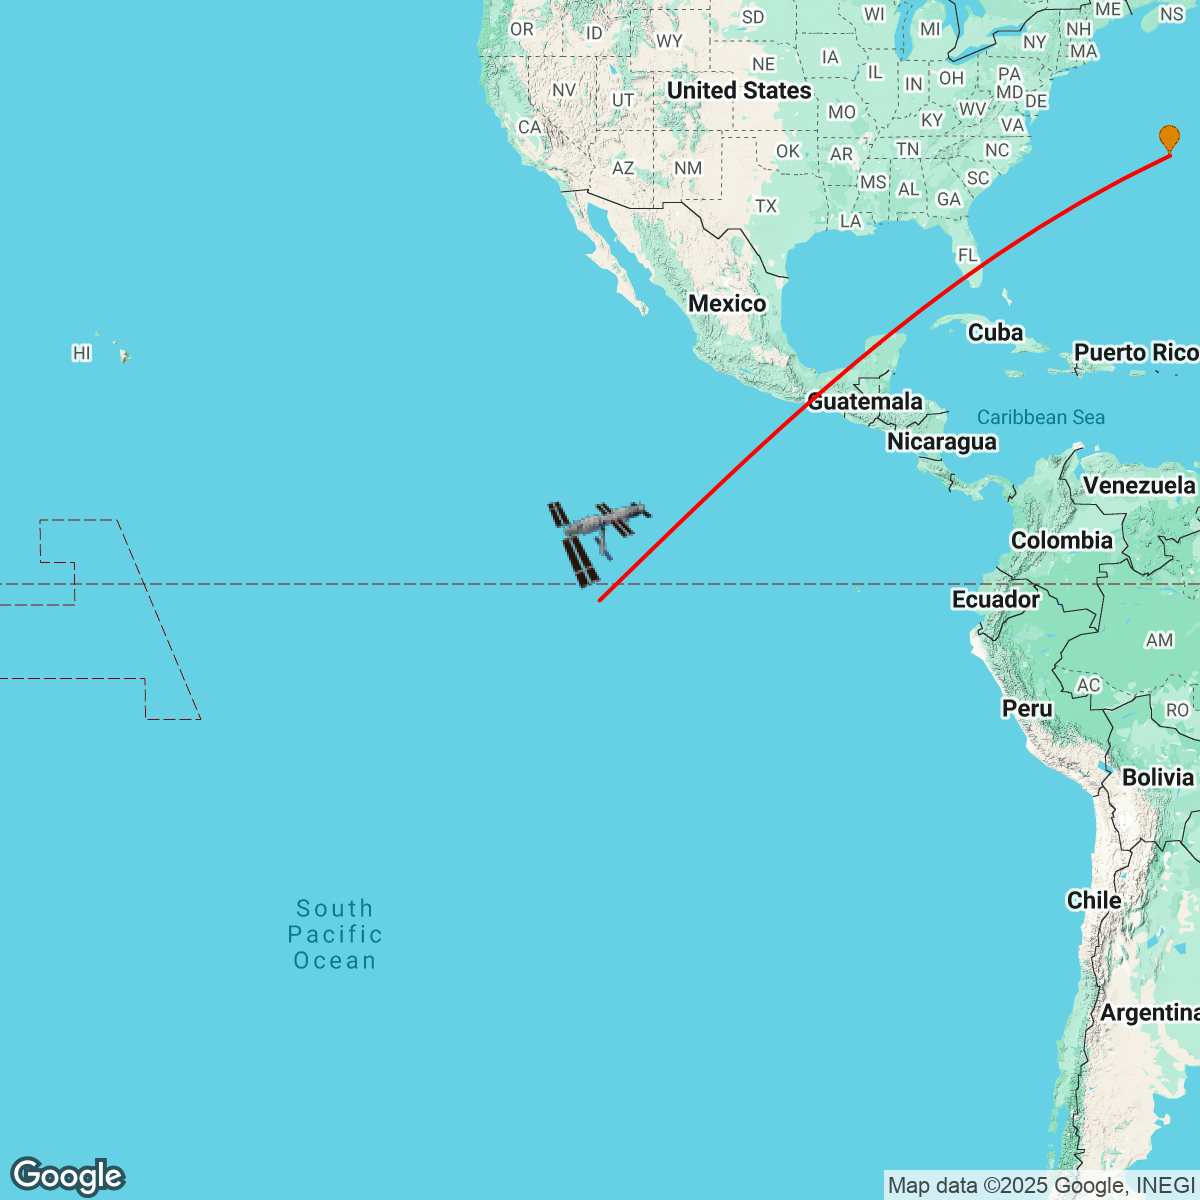 ME
NS
SD
WI
OR
ID
WY
MI
NH
NY
MA
NE
IA
IL
IN
OH
PA
MD
DE
NV
UT
United States
MO
WV
KY
VA
CA
OK
AR
TN
NC
AZ
NM
MS
AL
SC
GA
TX
LA
FL
Mexico
HI
Cuba
Puerto Rico
Guatemala
Caribbean Sea
Nicaragua
Venezuela
Colombia
Ecuador
AM
AC
Peru
RO
Bolivia
Chile
South
Pacific
Ocean
Argentina
Google
Map data ©2025 Google, INEGI